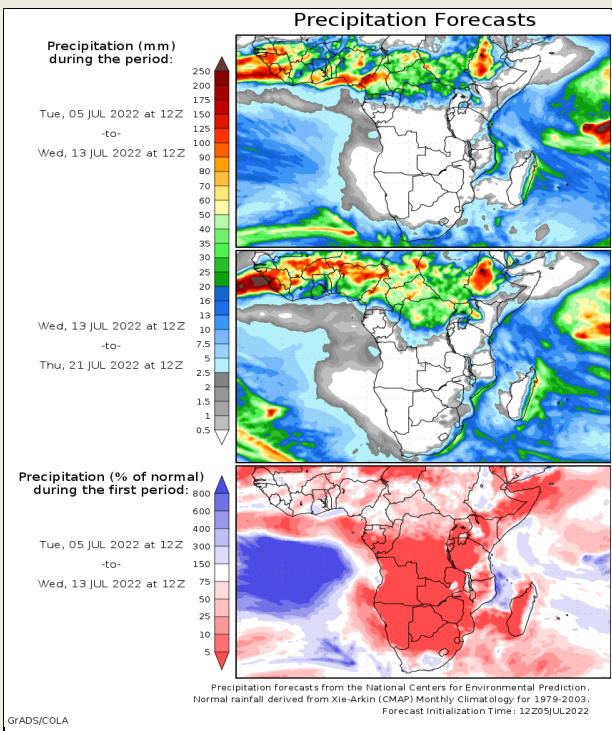 Precipitation Forecasts
Precipitation (mm)
during the period:
Tue, 05 JUL 2022 at 12Z
-to-
Wed, 13 JUL 2022 at 12Z
250
200
175
150
125
100
90
80
70
60
50
40
35
30
25
20
16
13
10
7.5
5
2.5
2
1.5
1
0.5
Wed, 13 JUL 2022 at 12Z
-to-
Thu, 21 JUL 2022 at 12Z
Precipitation (% of normal)
during the first period:
Tue, 05 JUL 2022 at 12Z
-to-
Wed, 13 JUL 2022 at 12Z
800
600
400
300
150
75
50
25
10
5
Precipitation forecasts from the National Centers for Environmental Prediction.
Normal rainfall derived from Xie-Arkin (CMAP) Monthly Climatology for 1979-2003.
Forecast Initialization Time: 12Z05JUL2022
GrADS/COLA